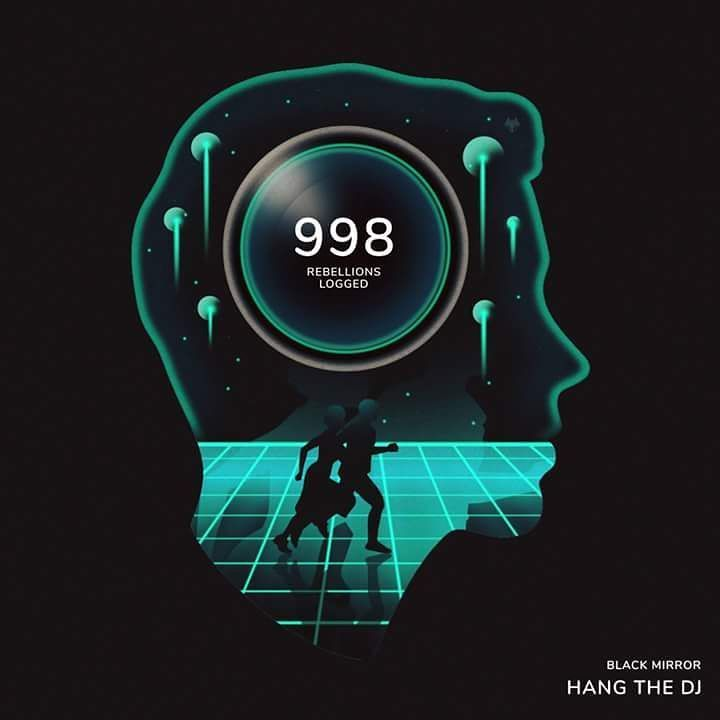 998
REBELLIONS
LOGGED
BLACK MIRROR
HANG THE DJ